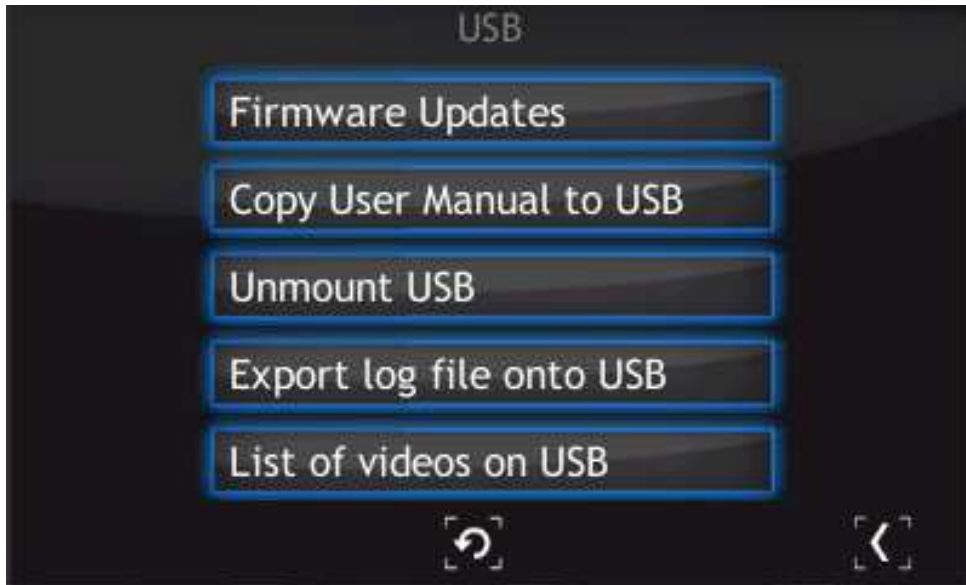 USB
Firmware Updates
Copy User Manual to USB
Unmount USB
Export log file onto USB
List of videos on USB